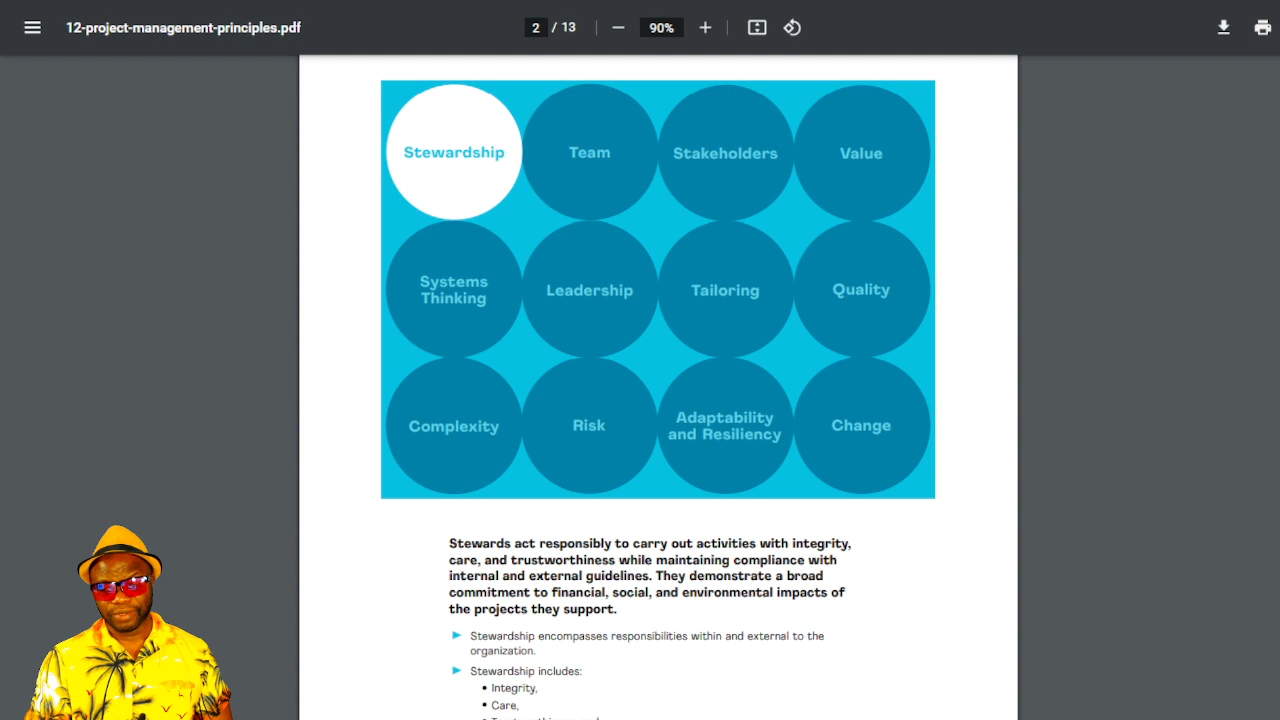 12-project-management-principles.pdf
2 / 13
90%
Stewardship
Team
Stakeholders
Value
Systems
Thinking
Leadership
Tailoring
Quality
Complexity
Risk
Adaptability
and Resiliency
Change
Stewards act responsibly to carry out activities with integrity,
care, and trustworthiness while maintaining compliance with
internal and external guidelines. They demonstrate a broad
commitment to financial, social, and environmental impacts of
the projects they support.
Stewardship encompasses responsibilities within and external to the
organization.
Stewardship includes:
• Integrity,
• Care,